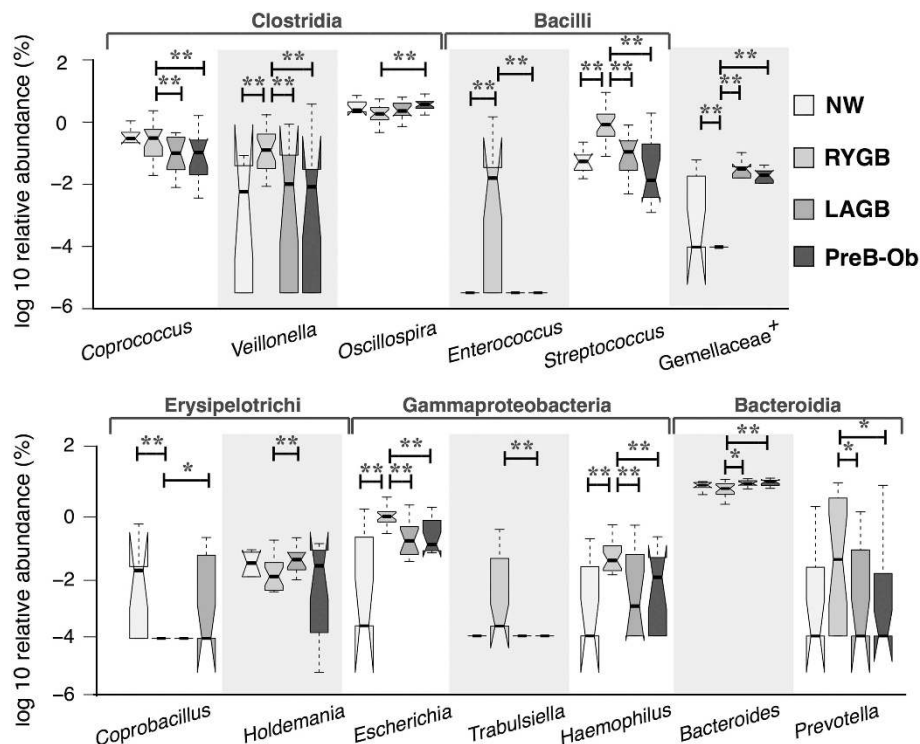 Clostridia Bacilli
log 10 relative abundance (%)
2
0
−2
−4
−6
** ** ** ** ** ** ** ** ** ** ** ** ** ** **
Coprococcus Veillonella Oscillospira Enterococcus Streptococcus Gemellaceae+
NW
RYGB
LAGB
PreB-Ob
Erysipelotrichi Gammaproteobacteria Bacteroidia
log 10 relative abundance (%)
2
0
−2
−4
−6
** * ** ** ** ** ** ** ** ** ** * * *
Coprobacillus Holdemania Escherichia Trabulsiella Haemophilus Bacteroides Prevotella